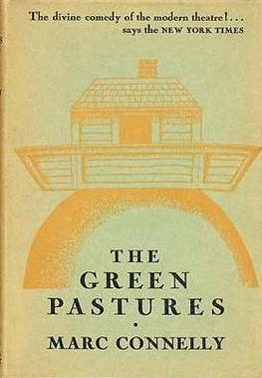 The divine comedy of the modern theatre!...
says the NEW YORK TIMES
THE
GREEN
PASTURES
·
MARC CONNELLY